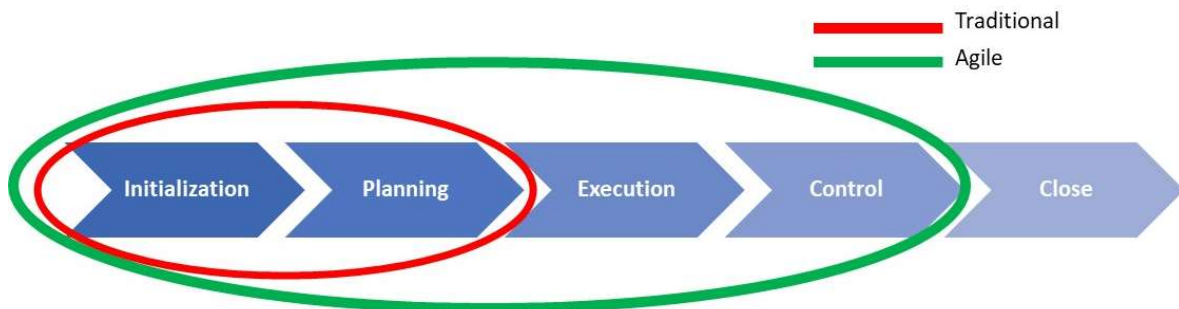 Traditional
Agile
Initialization
Planning
Execution
Control
Close